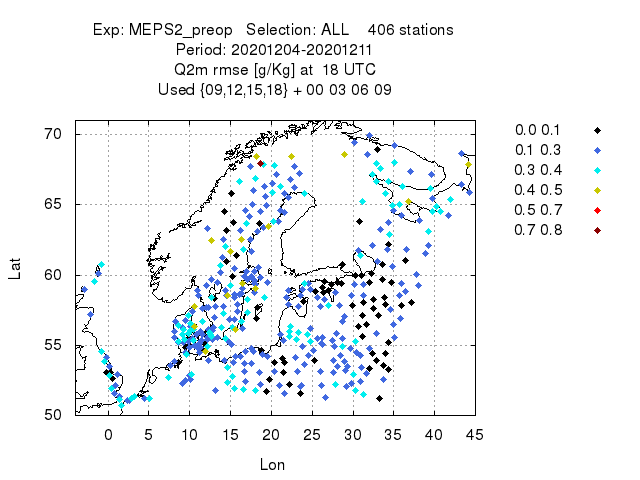 Exp: MEPS2_preop Selection: ALL 406 stations
Period: 20201204-20201211
Q2m rmse [g/Kg] at 18 UTC
Used {09,12,15,18} + 00 03 06 09
70
65
60
55
50
Lat
0 5 10 15 20 25 30 35 40 45
Lon
0.0 0.1
0.1 0.3
0.3 0.4
0.4 0.5
0.5 0.7
0.7 0.8